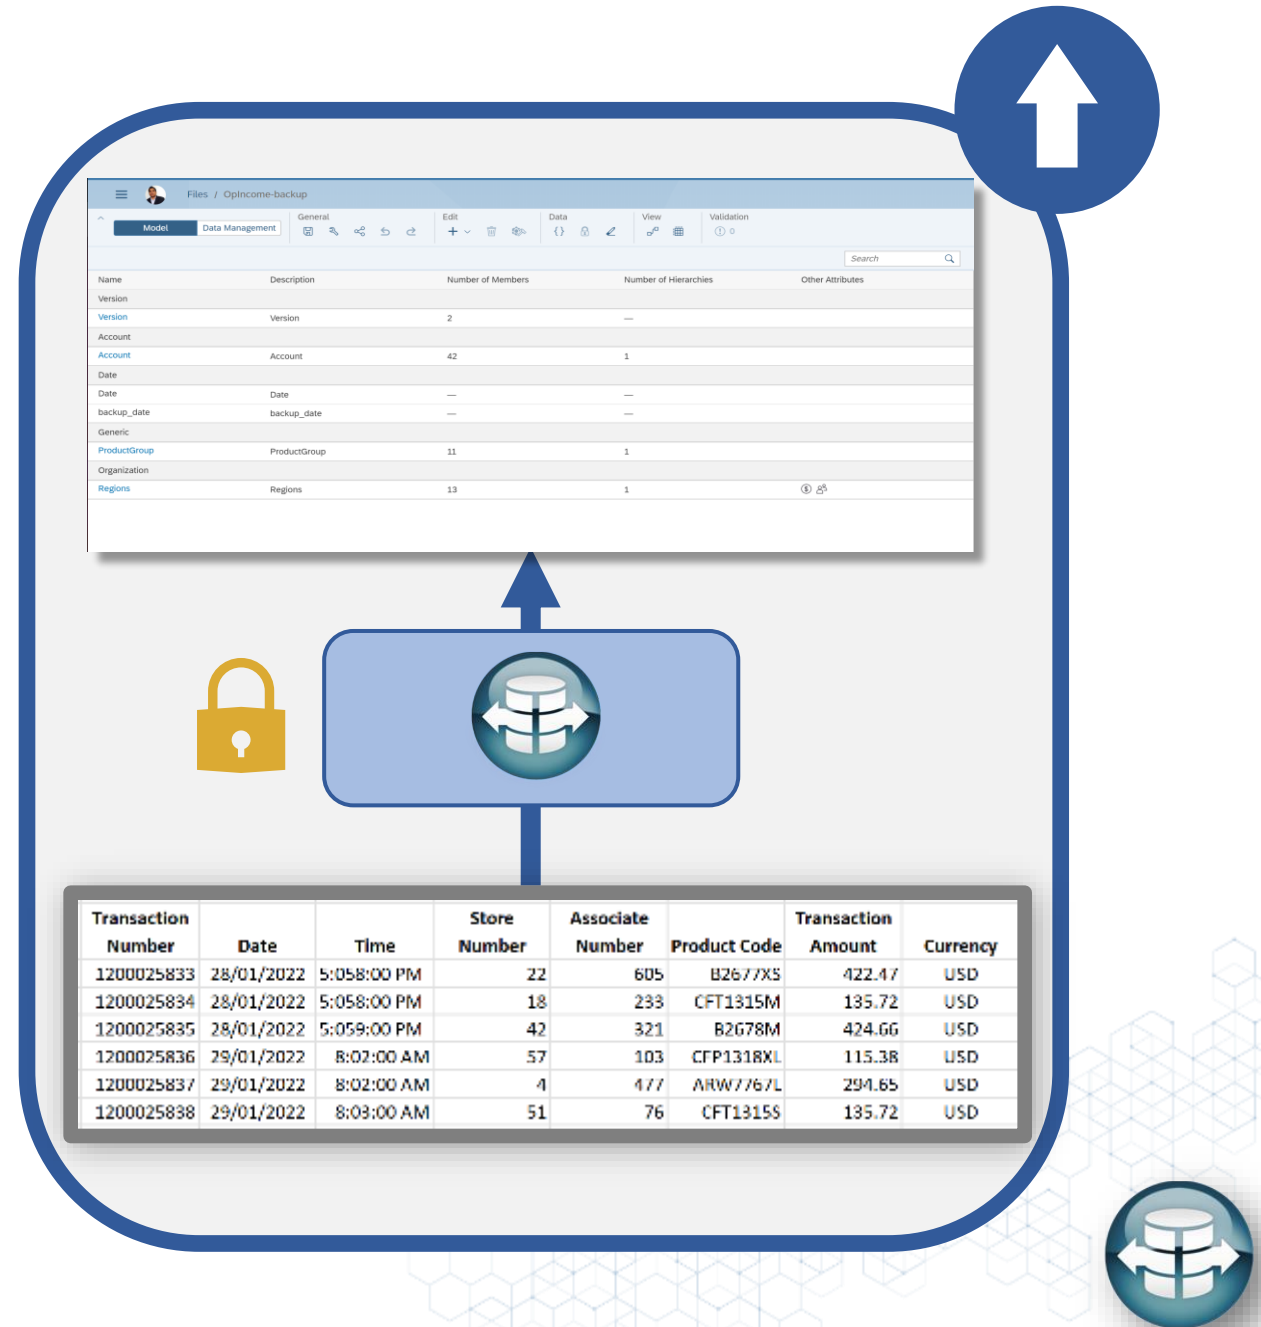 Files / OpIncome-backup
General Edit Data View Validation
Model Data Management 0
Search
Name Description Number of Members Number of Hierarchies Other Attributes
Version
Version Version 2 —
Account
Account Account 42 1
Date
Date Date — —
backup_date backup_date — —
Generic
ProductGroup ProductGroup 11 1
Organization
Regions Regions 13 1
Transaction Store Associate Transaction
Number Date Time Number Number Product Code Amount Currency
1200025833 28/01/2022 5:058:00 PM 22 605 B2677XS 422.47 USD
1200025834 28/01/2022 5:058:00 PM 18 233 CFT1315M 135.72 USD
1200025835 28/01/2022 5:059:00 PM 42 321 B2678M 424.66 USD
1200025836 29/01/2022 8:02:00 AM 57 103 CFP1318XL 115.38 USD
1200025837 29/01/2022 8:02:00 AM 4 477 ARW7767L 294.65 USD
1200025838 29/01/2022 8:03:00 AM 51 76 CFT1315S 135.72 USD